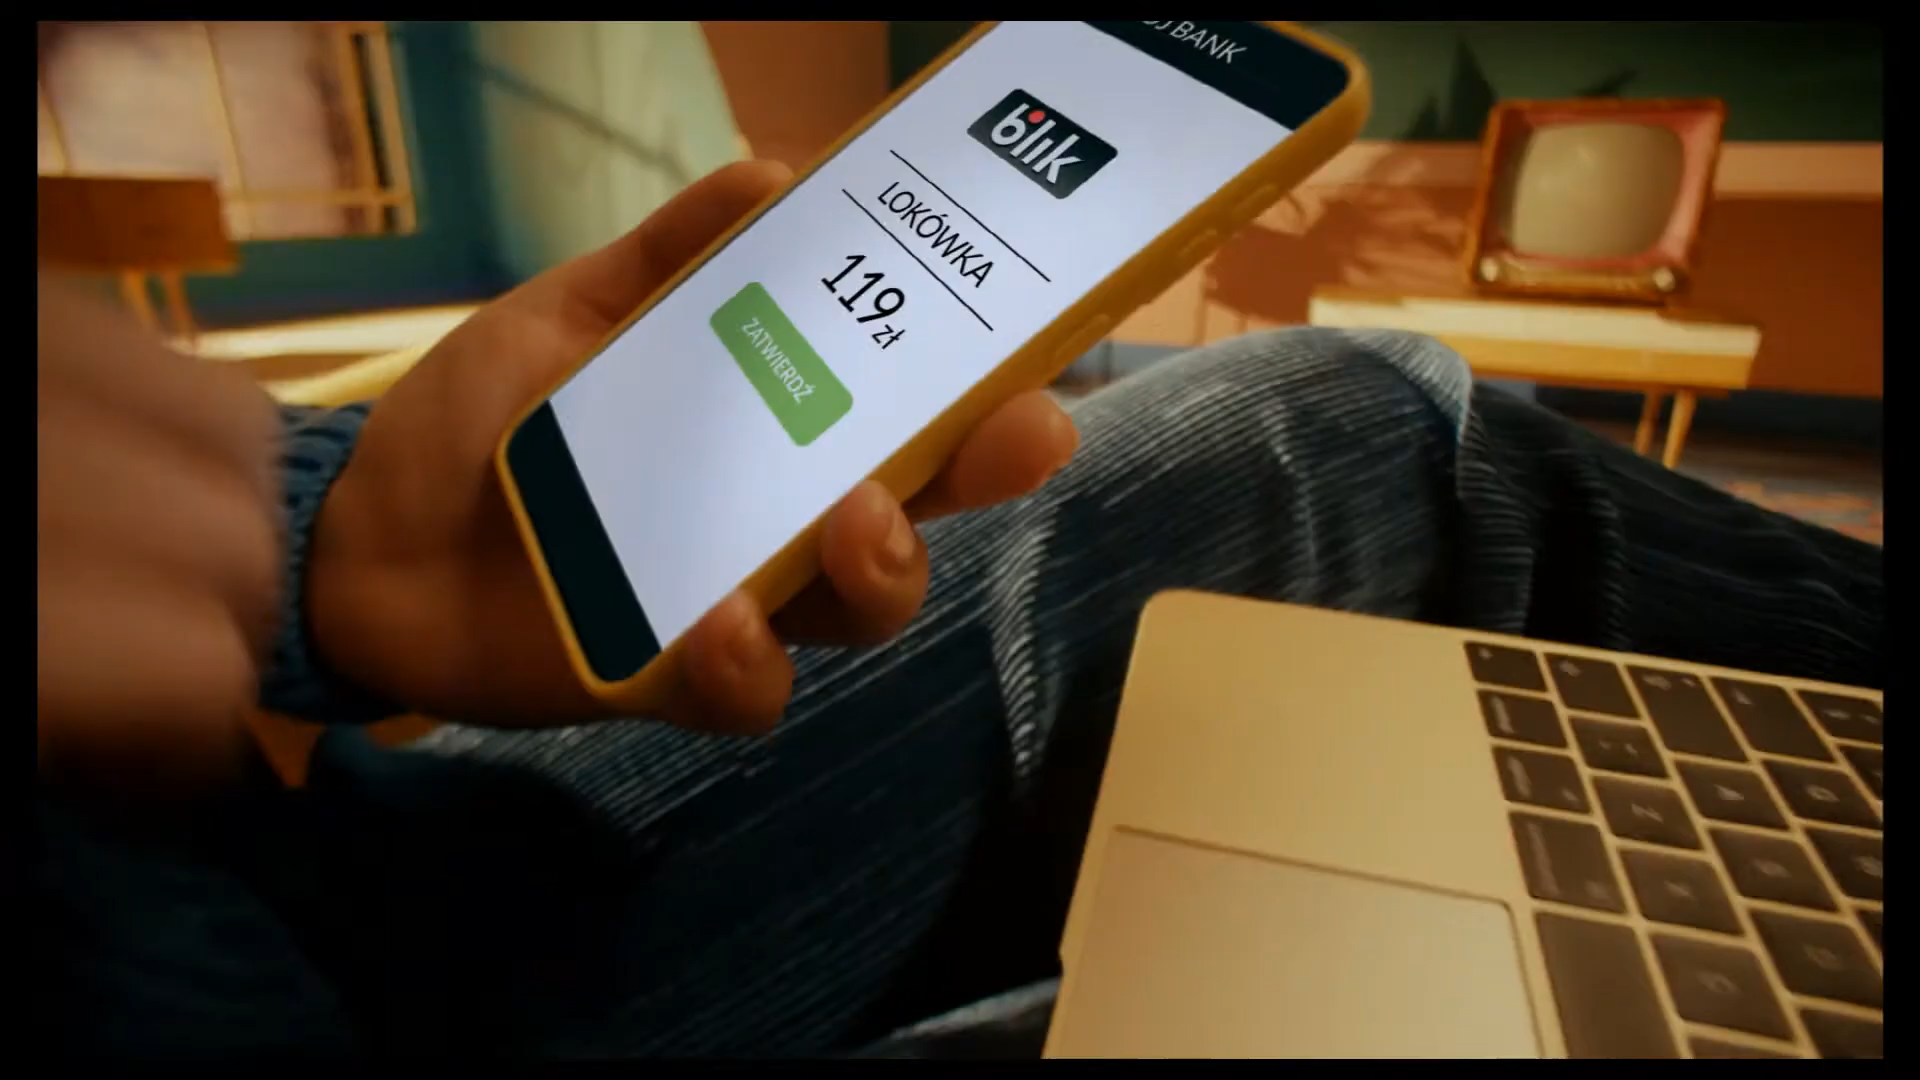 J BANK
blik
LOKÓWKA
119 zł
ZATWIERDŹ